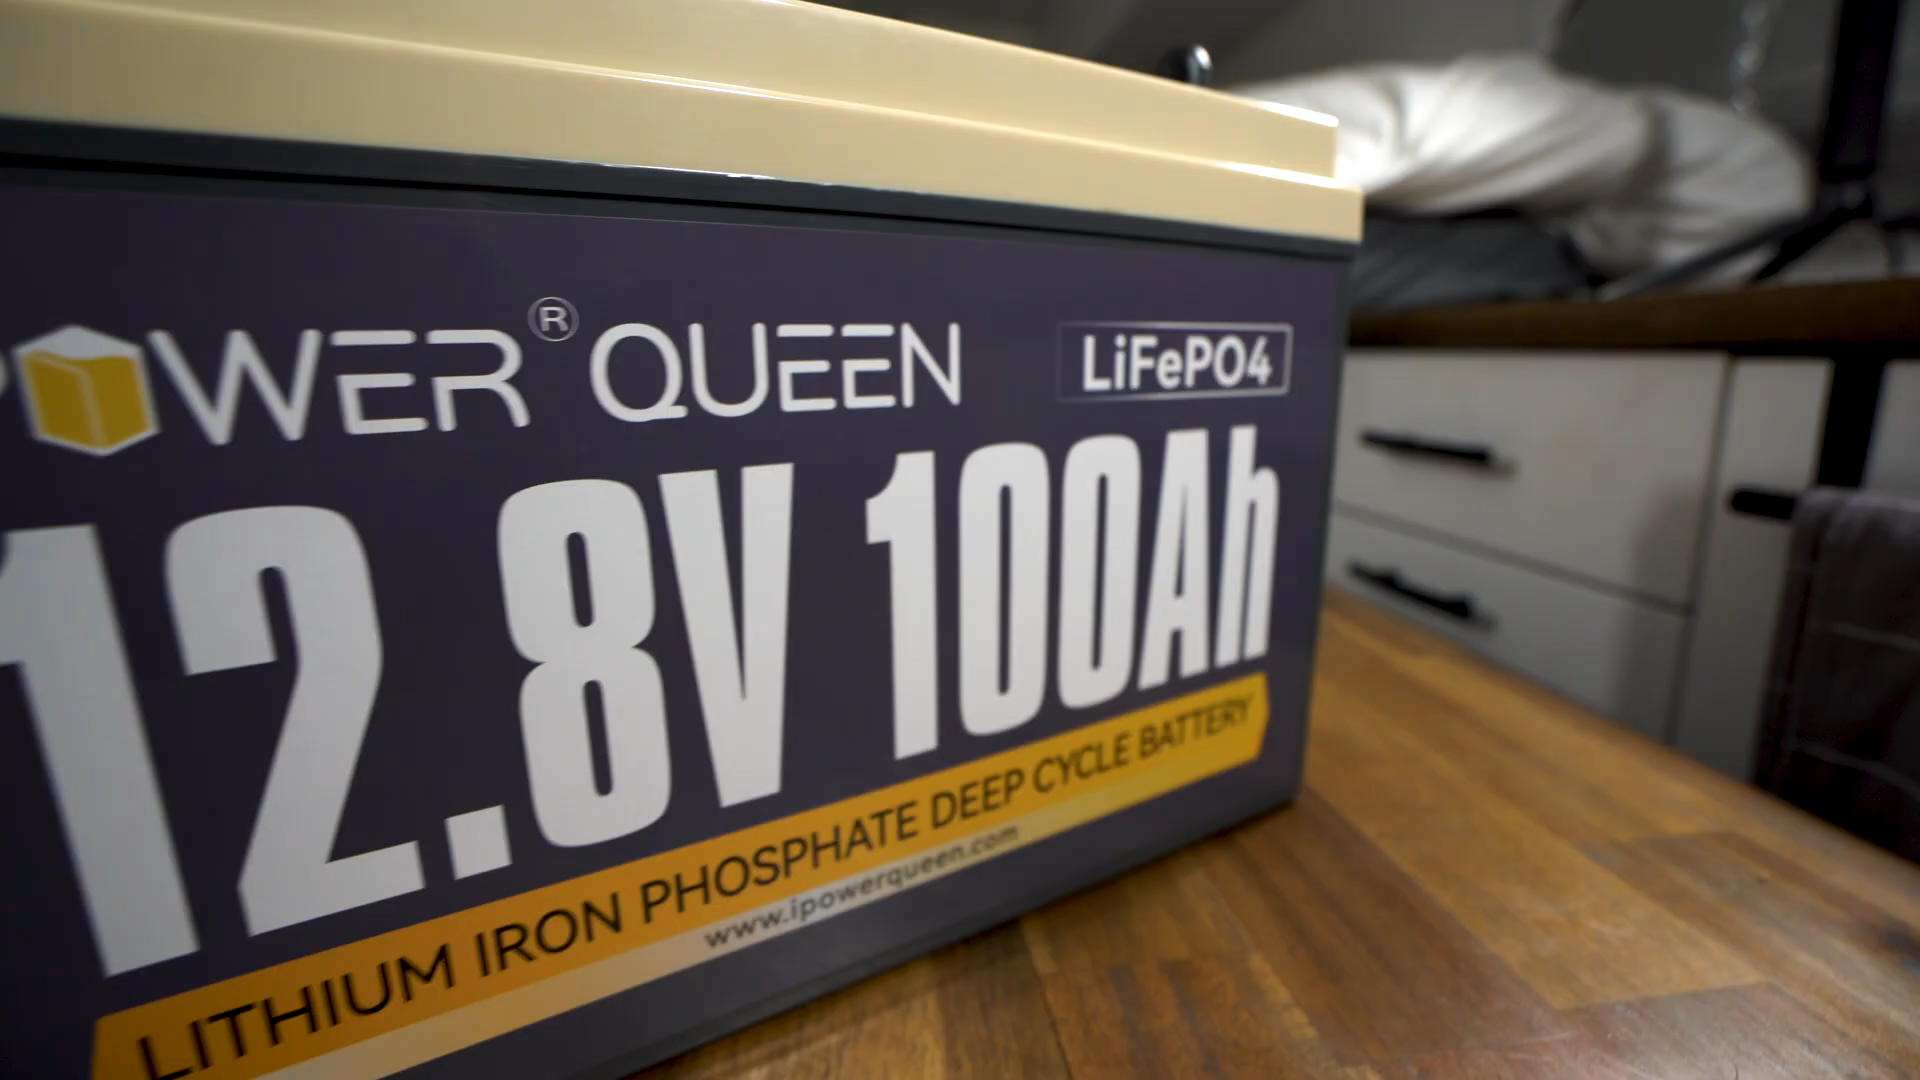 POWER® QUEEN
LiFePO4
12.8V 100Ah
LITHIUM IRON PHOSPHATE DEEP CYCLE BATTERY
www.ipowerqueen.com